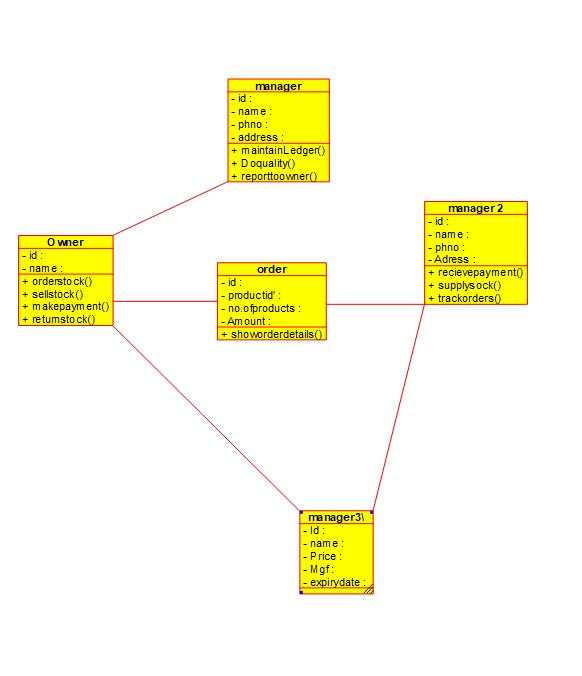 manager
- id :
- name :
- phno :
- address :
+ maintainLedger()
+ Doquality()
+ reporttoowner()
manager 2
- id :
- name :
- phno :
- Adress :
+ recievepayment()
+ supplysock()
+ trackorders()
Owner
- id :
- name :
+ orderstock()
+ sellstock()
+ makepayment()
+ returnstock()
order
- id :
- productid' :
- no.ofproducts :
- Amount :
+ showorderdetails()
manager3\
- Id :
- name :
- Price :
- Mgf :
- expirydate :